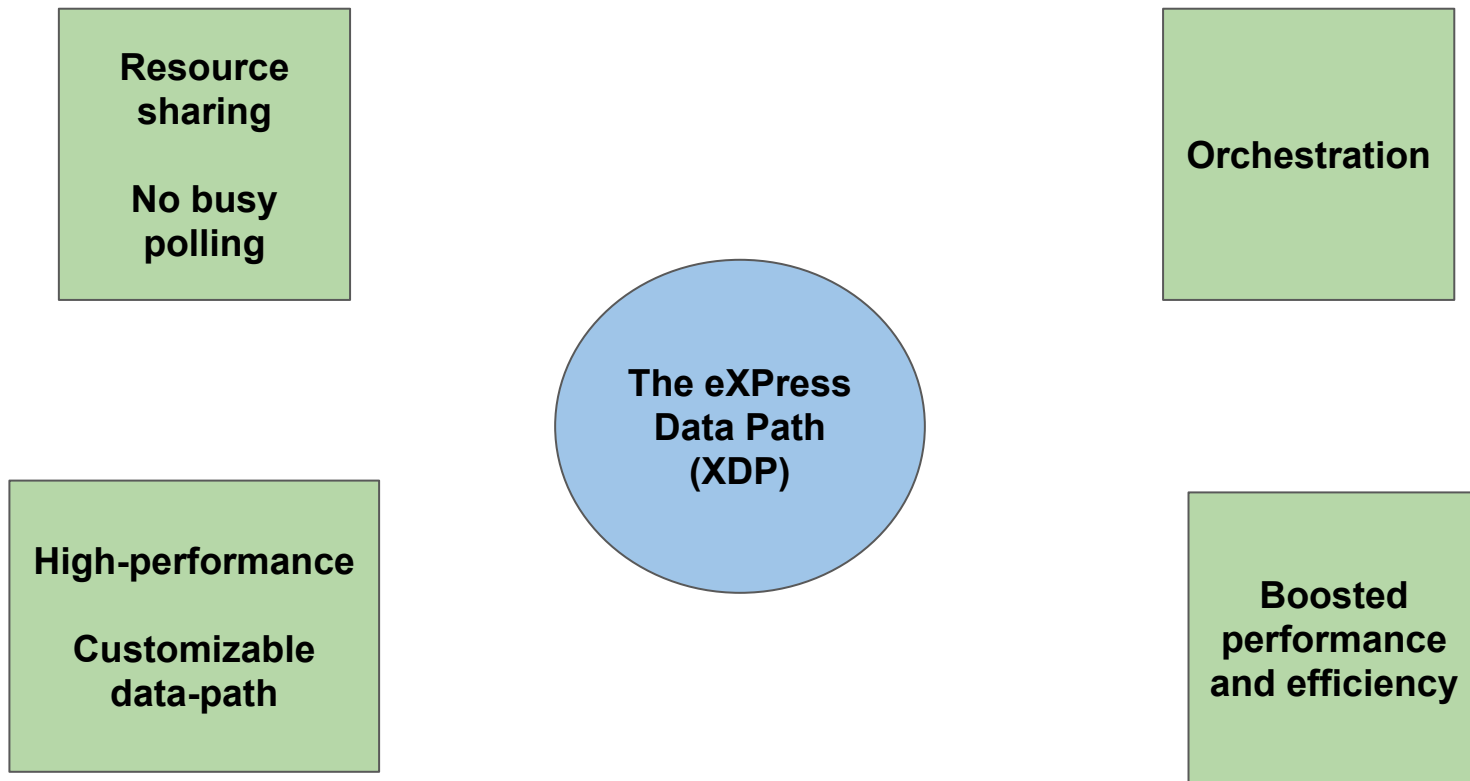 Resource
sharing
No busy
polling
Orchestration
The eXPress
Data Path
(XDP)
High-performance
Customizable
data-path
Boosted
performance
and efficiency